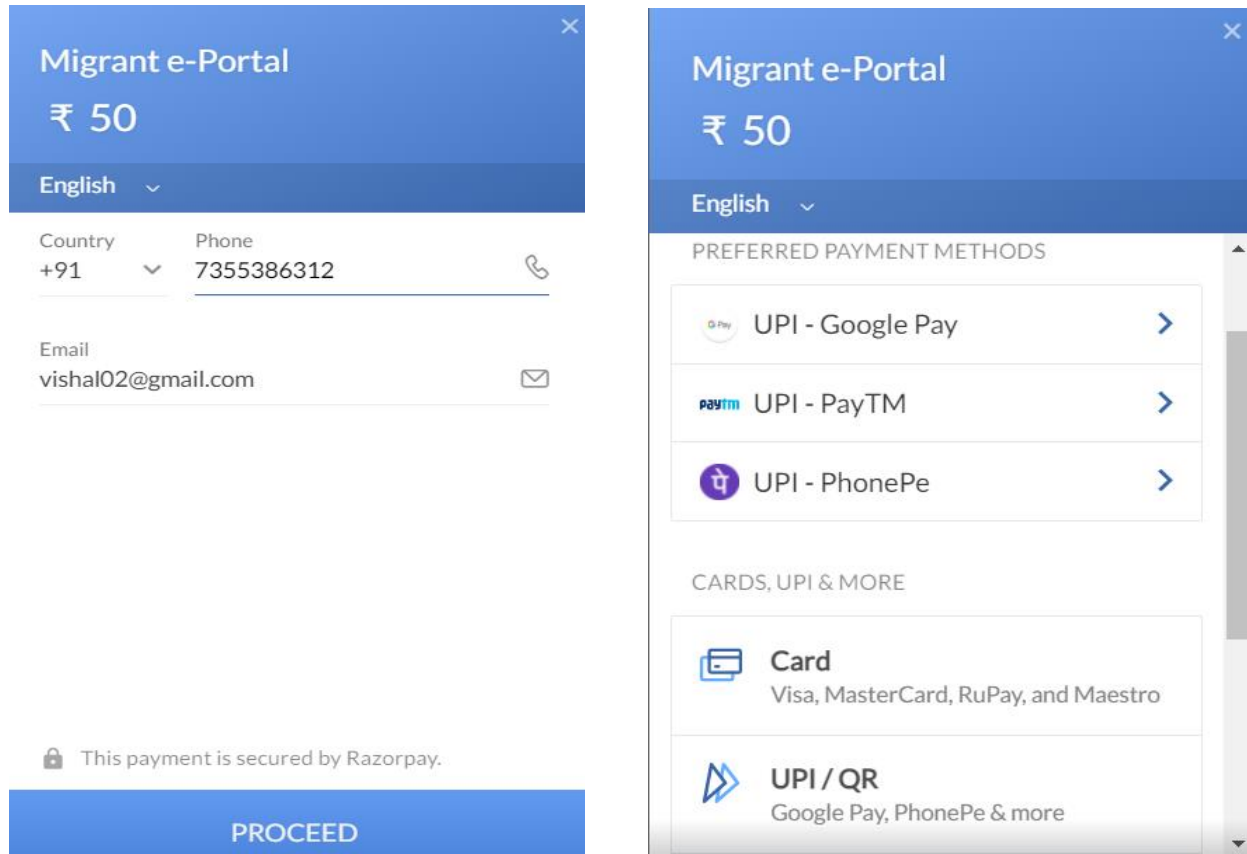 Migrant e-Portal
₹ 50
English
Country Phone
+91 7355386312
Email
vishal02@gmail.com
This payment is secured by Razorpay.
PROCEED
Migrant e-Portal
₹ 50
English
PREFERRED PAYMENT METHODS
G Pay UPI - Google Pay
paytm UPI - PayTM
पे UPI - PhonePe
CARDS, UPI & MORE
Card
Visa, MasterCard, RuPay, and Maestro
UPI / QR
Google Pay, PhonePe & more